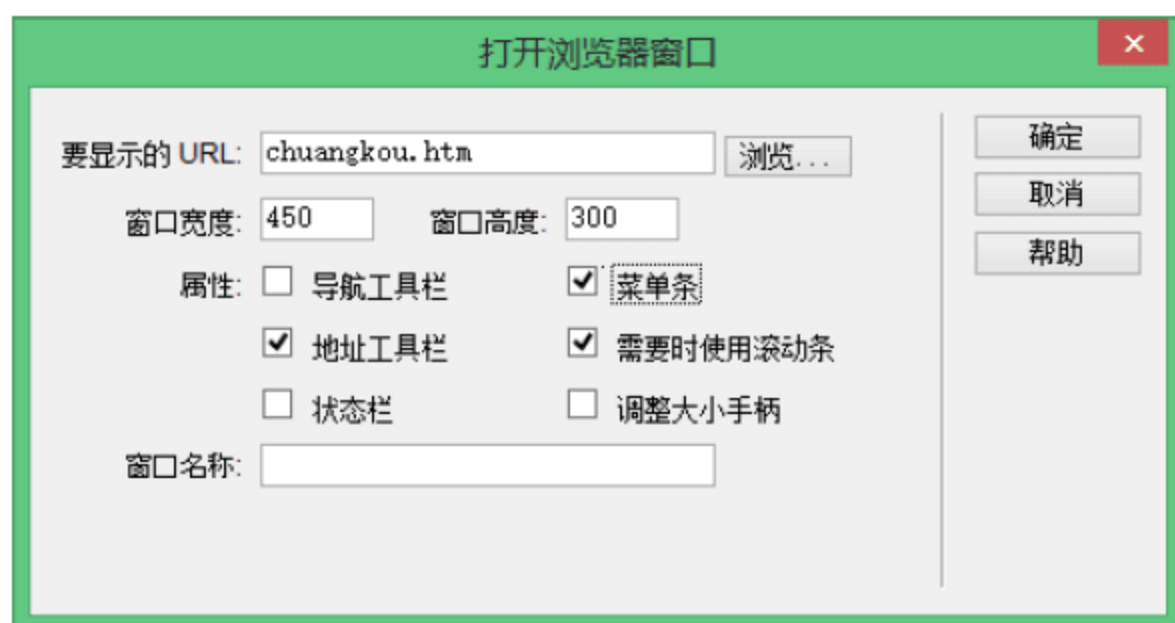 打开浏览器窗口
要显示的 URL: chuangkou.htm 浏览... 确定
取消
窗口宽度: 450 窗口高度: 300
帮助
属性: 导航工具栏 菜单条
地址工具栏 需要时使用滚动条
状态栏 调整大小手柄
窗口名称: